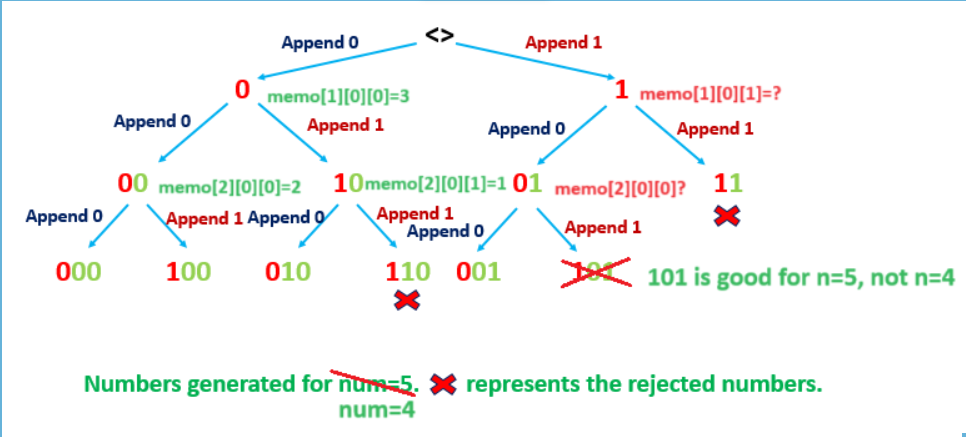 <>
Append 0 Append 1
0 memo[1][0][0]=3 1 memo[1][0][1]=?
Append 0 Append 1 Append 0 Append 1
00 memo[2][0][0]=2 10 memo[2][0][1]=1 01 memo[2][0][0]? 11
Append 0 Append 1 Append 0 Append 1 Append 0 Append 1
000 100 010 110 001 101 101 is good for n=5, not n=4
Numbers generated for num=5. represents the rejected numbers.
num=4